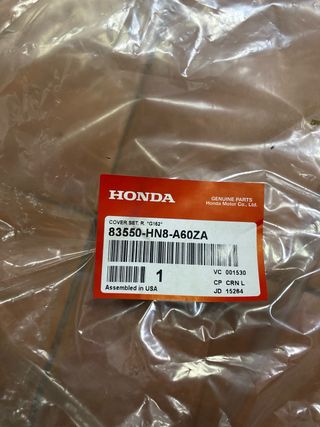 HONDA
GENUINE PARTS
Honda Motor Co., Ltd.
COVER SET, R. *G162*
83550-HN8-A60ZA
1
VC 001530
CP CRN L
Assembled in USA
JD 15264